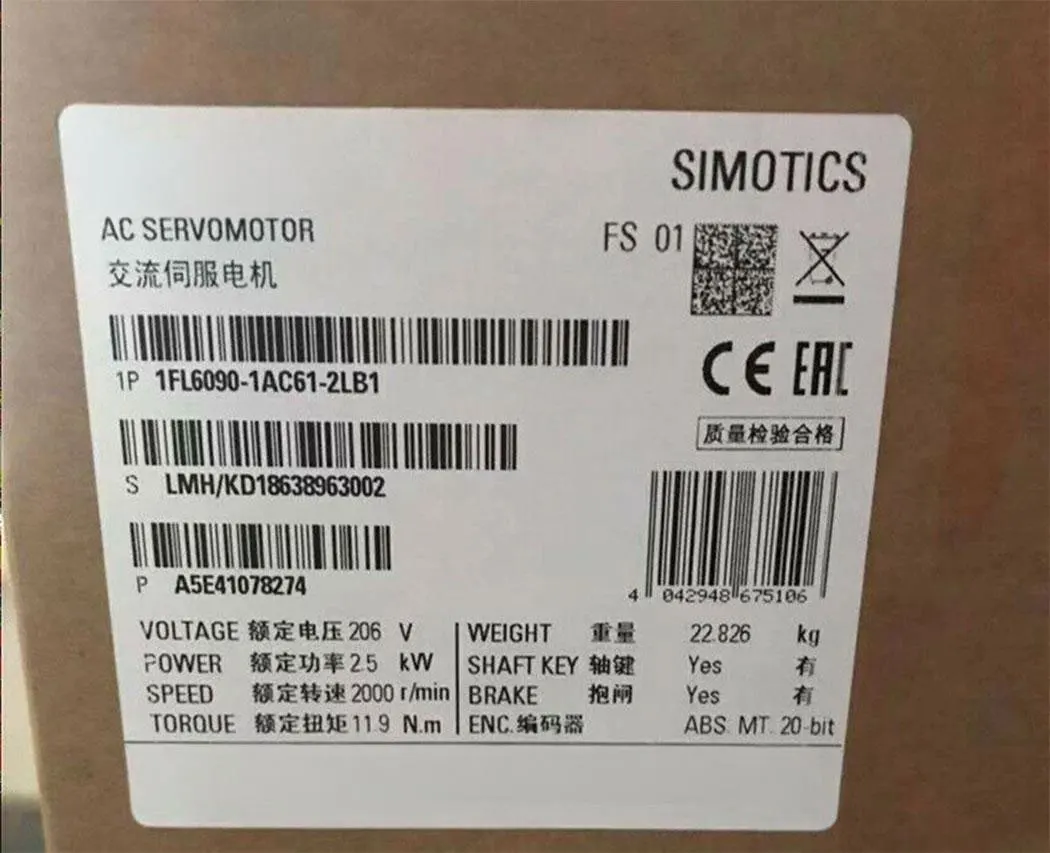 SIMOTICS
AC SERVOMOTOR
FS 01
交流伺服电机
1P 1FL6090-1AC61-2LB1
CE EAC
质量检验合格
S LMH/KD18638963002
P A5E41078274
4 042948 675106
VOLTAGE 额定电压 206 V
POWER 额定功率 2.5 kW
SPEED 额定转速 2000 r/min
TORQUE 额定扭矩 11.9 N.m
WEIGHT 重量 22.826 kg
SHAFT KEY 轴键 Yes 有
BRAKE 抱闸 Yes 有
ENC. 编码器 ABS. MT. 20-bit